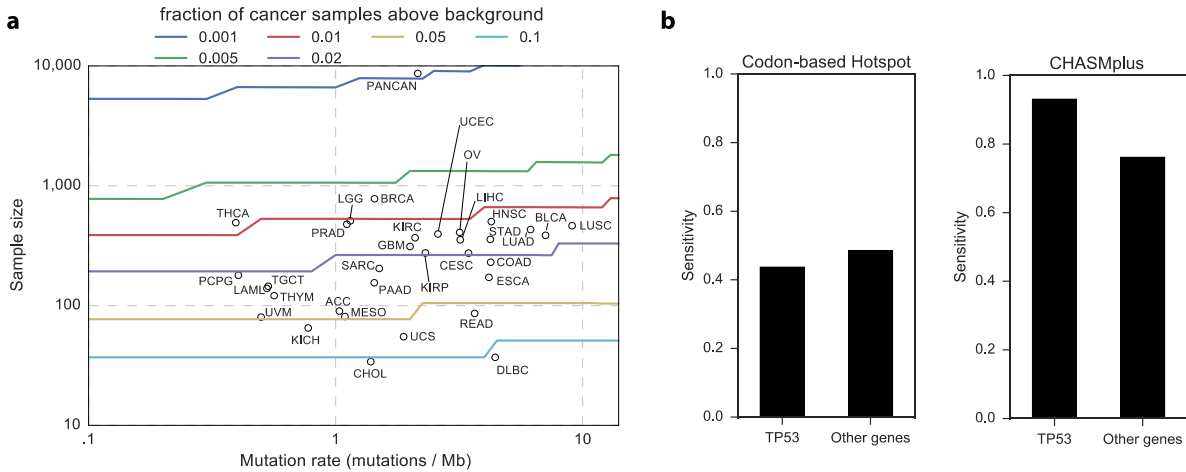 a
fraction of cancer samples above background
0.001 0.01 0.05 0.1
0.005 0.02
10,000
1,000
100
10
Sample size
.1 1 10
Mutation rate (mutations / Mb)
PANCAN
UCEC
OV
LGG
BRCA
LIHC
THCA
HNSC
BLCA
LUSC
PRAD
KIRC
STAD
LUAD
GBM
SARC
CESC
COAD
PCPG
TGCT
LAML
THYM
PAAD
KIRP
ESCA
ACC
UVM
MESO
READ
KICH
UCS
CHOL
DLBC
b
Codon-based Hotspot
1.0
0.8
0.6
0.4
0.2
0.0
Sensitivity
TP53 Other genes
CHASMplus
1.0
0.8
0.6
0.4
0.2
0.0
Sensitivity
TP53 Other genes